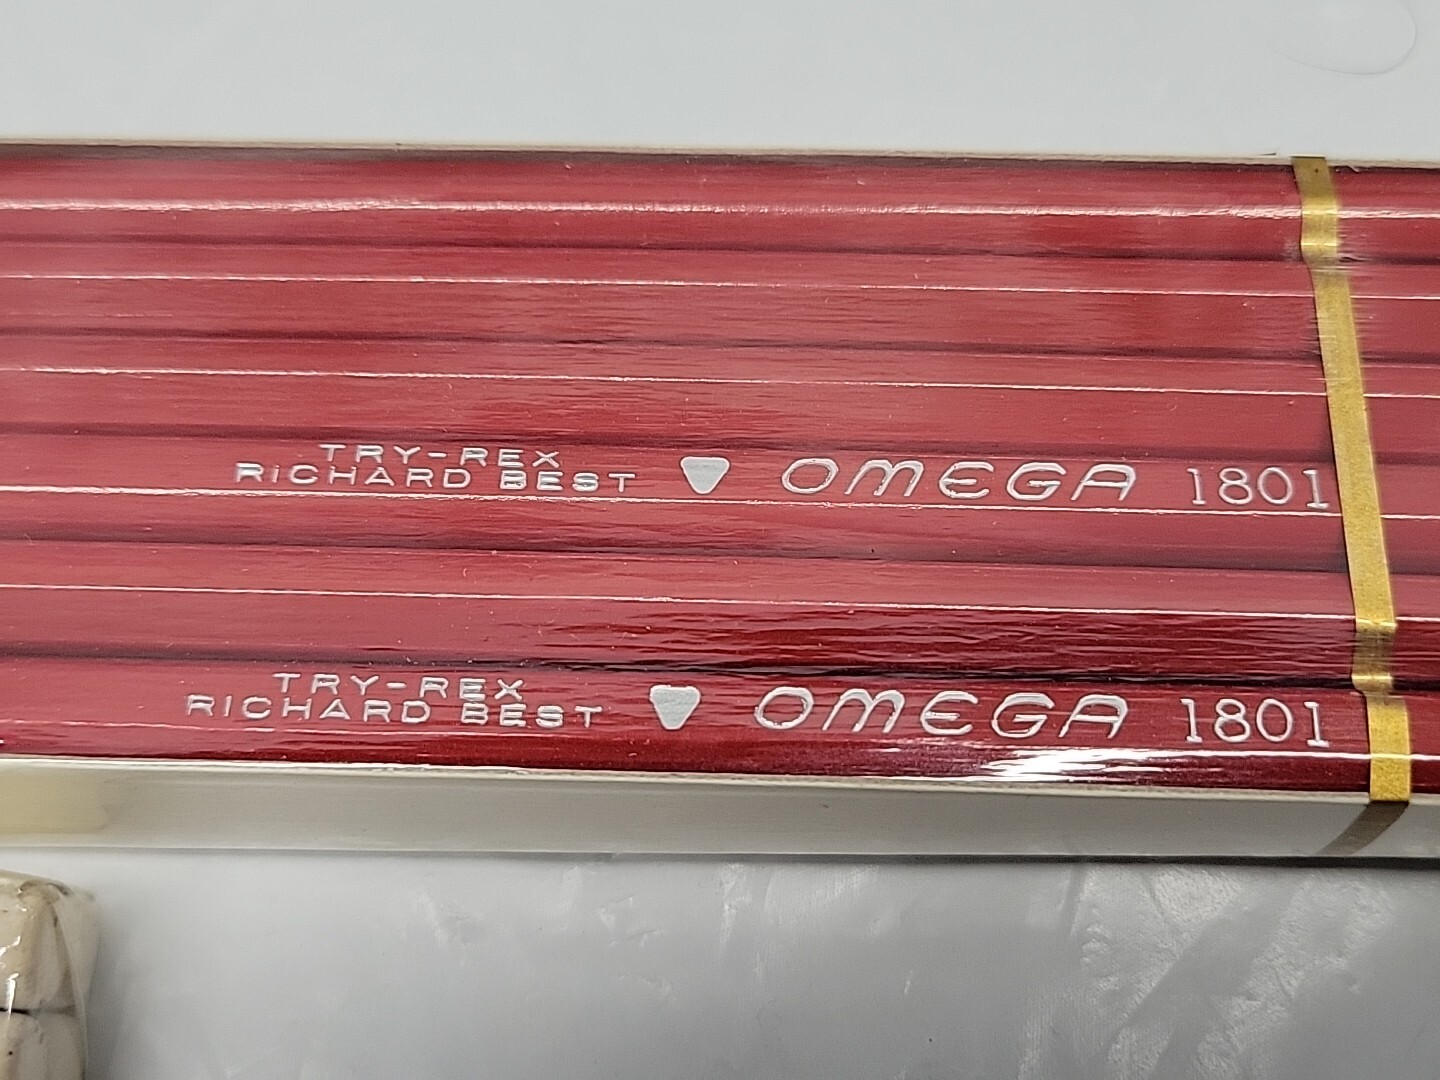 TRY-REX
RICHARD BEST OMEGA 1801
TRY-REX
RICHARD BEST OMEGA 1801